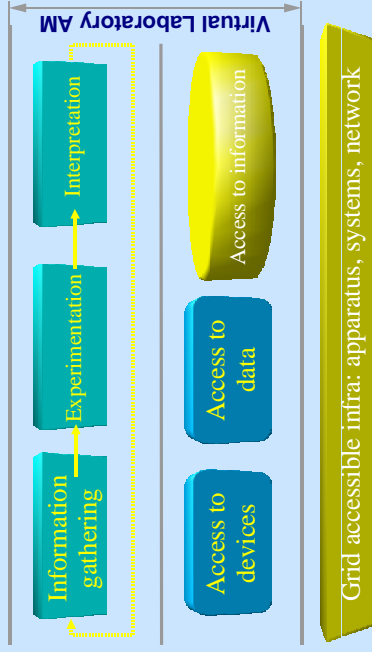 Virtual Laboratory AM
Information
gathering
Experimentation
Interpretation
Access to
devices
Access to
data
Access to information
Grid accessible infra: apparatus, systems, network